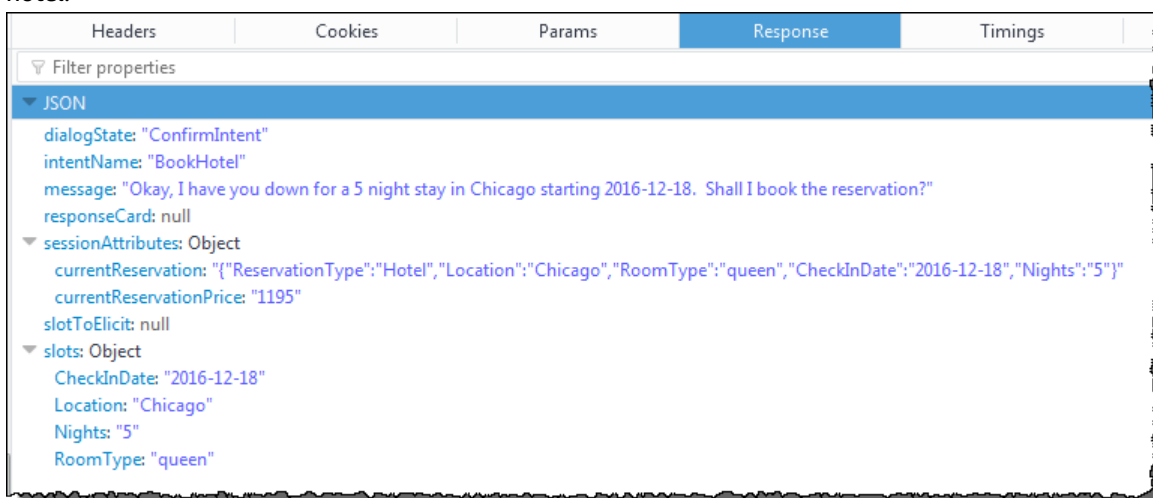 Headers Cookies Params Response Timings
Filter properties
JSON
dialogState: "ConfirmIntent"
intentName: "BookHotel"
message: "Okay, I have you down for a 5 night stay in Chicago starting 2016-12-18.  Shall I book the reservation?"
responseCard: null
sessionAttributes: Object
currentReservation: "{"ReservationType":"Hotel","Location":"Chicago","RoomType":"queen","CheckInDate":"2016-12-18","Nights":"5"}"
currentReservationPrice: "1195"
slotToElicit: null
slots: Object
CheckInDate: "2016-12-18"
Location: "Chicago"
Nights: "5"
RoomType: "queen"